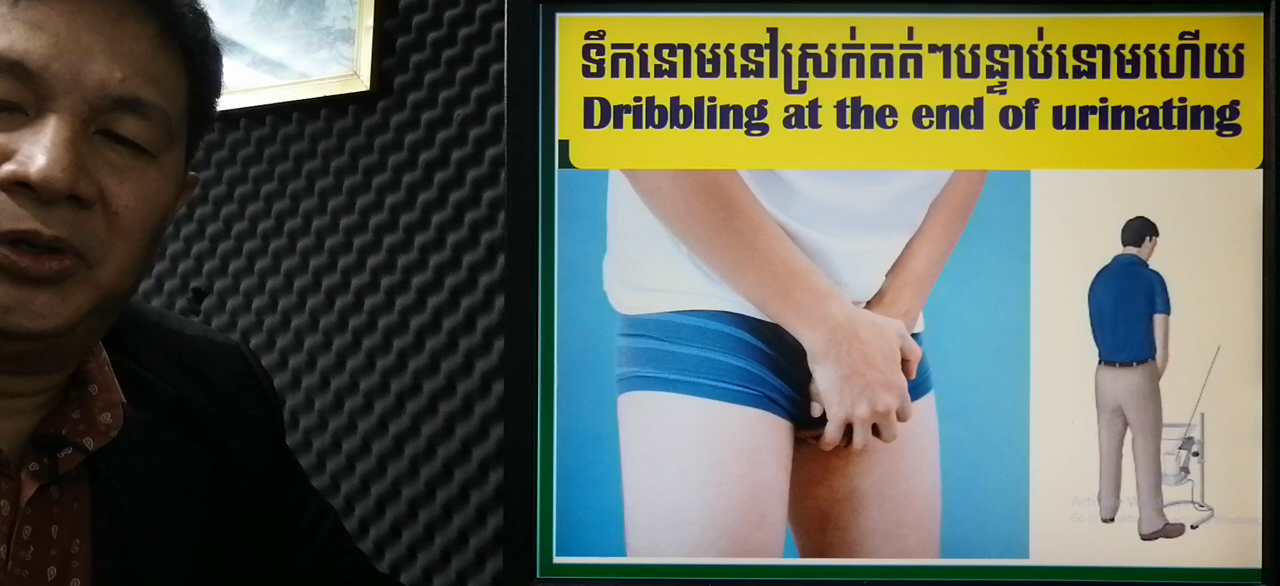 ទឹកនោមនៅស្រក់តត់ៗបន្ទាប់នោមហើយ
Dribbling at the end of urinating